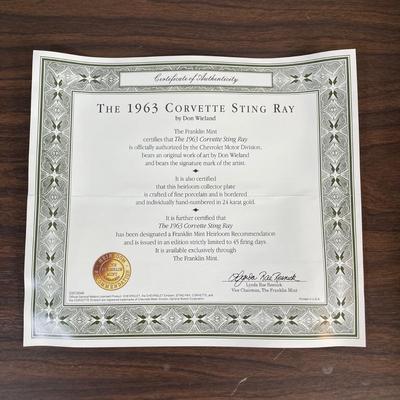 Certificate of Authenticity
THE 1963 CORVETTE STING RAY
by Don Wieland
The Franklin Mint
certifies that The 1963 Corvette Sting Ray
is officially authorized by the Chevrolet Motor Division,
bears an original work of art by Don Wieland
and bears the signature mark of the artist.
It is also certified
that this heirloom collector plate
is crafted of fine porcelain and is bordered
and individually hand-numbered in 24 karat gold.
It is further certified that
The 1963 Corvette Sting Ray
has been designated a Franklin Mint Heirloom Recommendation
and is issued in an edition strictly limited to 45 firing days.
It is available exclusively through
The Franklin Mint.
Lynda Rae Resnick
Lynda Rae Resnick
Vice Chairman, The Franklin Mint